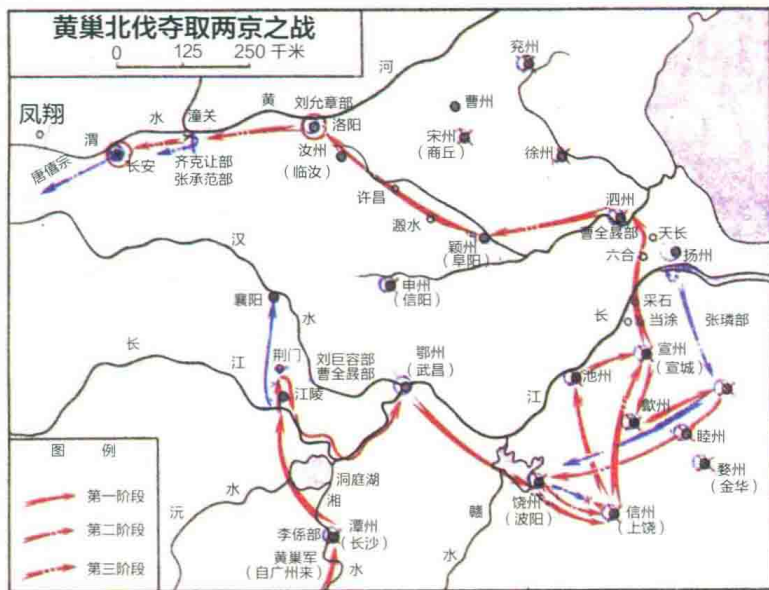 黄巢北伐夺取两京之战
0 125 250 千米
兖州
河
曹州
凤翔
水
潼关
黄
刘允章部
洛阳
渭
长安
唐僖宗
齐克让部
张承范部
汝州
(临汝)
宋州
(商丘)
徐州
许昌
溵水
颍州
(阜阳)
泗州
曹全晸部
天长
六合
扬州
汉
申州
(信阳)
襄阳
水
采石
长
当涂
张璘部
长
江
荆门
刘巨容部
曹全晸部
江陵
鄂州
(武昌)
江
池州
宣州
(宣城)
歙州
睦州
婺州
(金华)
图 例
第一阶段
第二阶段
第三阶段
洞庭湖
沅
水
湘
水
潭州
(长沙)
李係部
黄巢军
(自广州来)
赣
水
饶州
(波阳)
信州
(上饶)